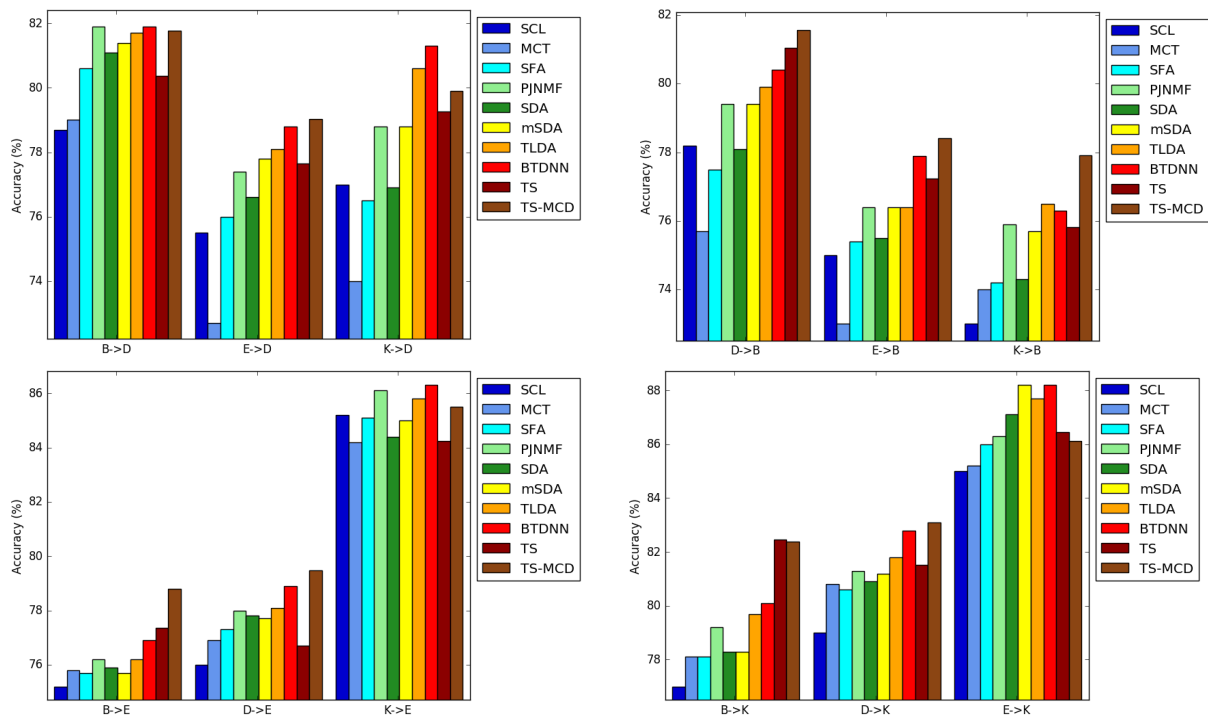 82
80
78
76
74
Accuracy (%)
B->D E->D K->D
SCL
MCT
SFA
PJNMF
SDA
mSDA
TLDA
BTDNN
TS
TS-MCD
82
80
78
76
74
Accuracy (%)
D->B E->B K->B
SCL
MCT
SFA
PJNMF
SDA
mSDA
TLDA
BTDNN
TS
TS-MCD
86
84
82
80
78
76
Accuracy (%)
B->E D->E K->E
SCL
MCT
SFA
PJNMF
SDA
mSDA
TLDA
BTDNN
TS
TS-MCD
88
86
84
82
80
78
Accuracy (%)
B->K D->K E->K
SCL
MCT
SFA
PJNMF
SDA
mSDA
TLDA
BTDNN
TS
TS-MCD